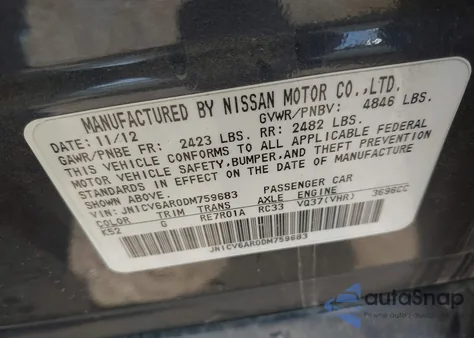 MANUFACTURED BY NISSAN MOTOR CO.,LTD.
DATE: 11/12 GVWR/PNBV: 4846 LBS.
GAWR/PNBE FR: 2423 LBS. RR: 2482 LBS.
THIS VEHICLE CONFORMS TO ALL APPLICABLE FEDERAL
MOTOR VEHICLE SAFETY,BUMPER,AND THEFT PREVENTION
STANDARDS IN EFFECT ON THE DATE OF MANUFACTURE
SHOWN ABOVE.
VIN: JN1CV6AR0DM759683 PASSENGER CAR
COLOR TRIM TRANS AXLE ENGINE
K52 G RE7R01A RC33 VQ37(VHR) 3696CC
JN1CV6AR0DM759683
autoSnap